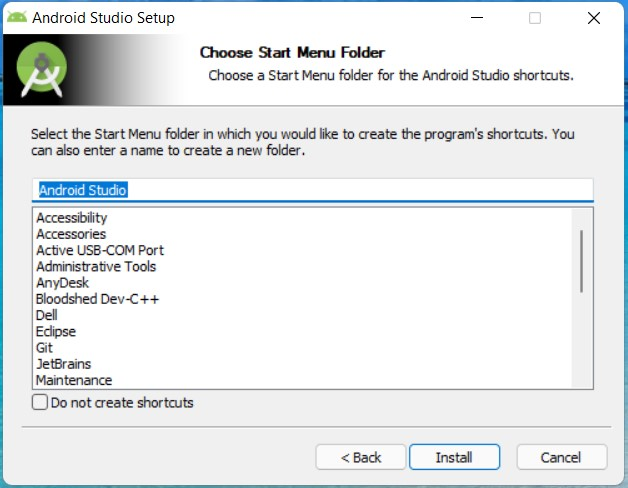 Android Studio Setup
Choose Start Menu Folder
Choose a Start Menu folder for the Android Studio shortcuts.
Select the Start Menu folder in which you would like to create the program's shortcuts. You
can also enter a name to create a new folder.
Android Studio
Accessibility
Accessories
Active USB-COM Port
Administrative Tools
AnyDesk
Bloodshed Dev-C++
Dell
Eclipse
Git
JetBrains
Maintenance
Do not create shortcuts
< Back Install Cancel